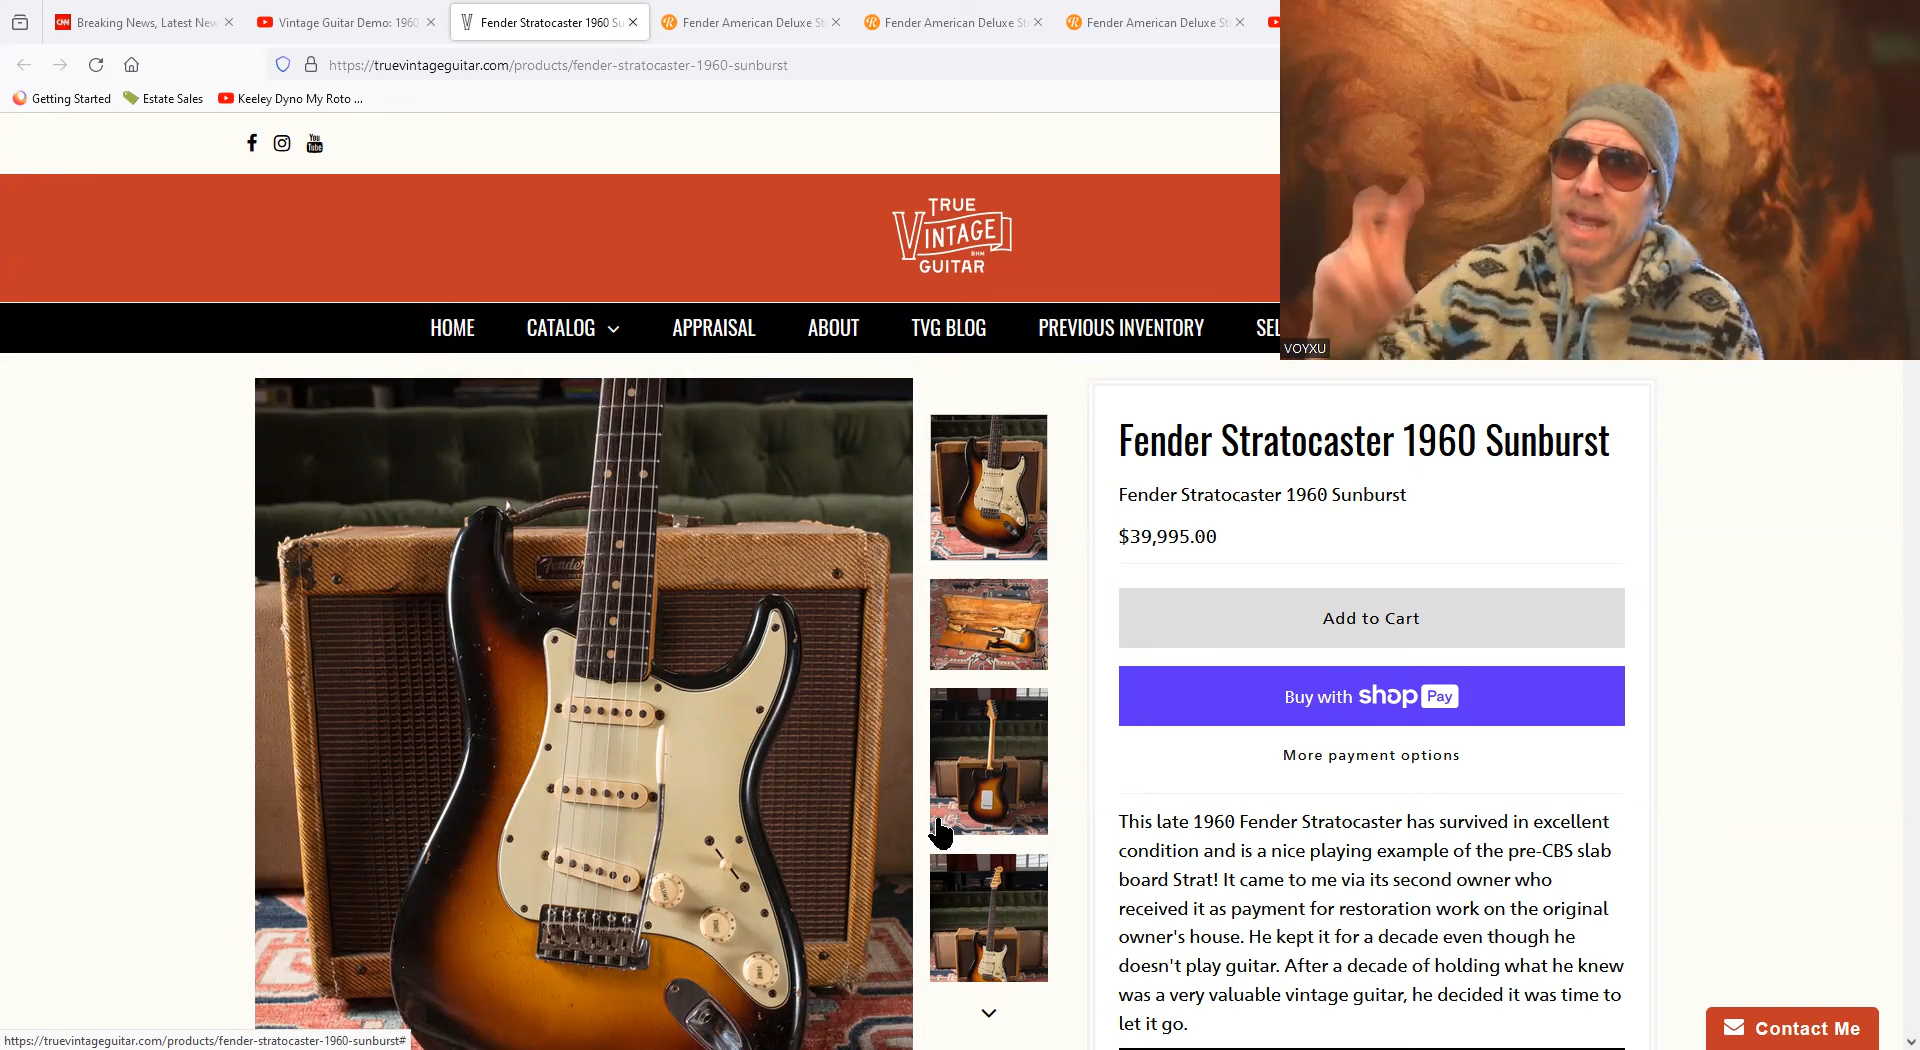 Breaking News, Latest New
Vintage Guitar Demo: 1960
Fender Stratocaster 1960 Su
Fender American Deluxe St
Fender American Deluxe St
Fender American Deluxe St
https://truevintageguitar.com/products/fender-stratocaster-1960-sunburst
Getting Started
Estate Sales
Keeley Dyno My Roto ...
TRUE
VINTAGE
BHM
GUITAR
HOME
CATALOG
APPRAISAL
ABOUT
TVG BLOG
PREVIOUS INVENTORY
SEL
VOYXU
Fender Stratocaster 1960 Sunburst
Fender Stratocaster 1960 Sunburst
$39,995.00
Add to Cart
Buy with shop Pay
More payment options
This late 1960 Fender Stratocaster has survived in excellent
condition and is a nice playing example of the pre-CBS slab
board Strat! It came to me via its second owner who
received it as payment for restoration work on the original
owner's house. He kept it for a decade even though he
doesn't play guitar. After a decade of holding what he knew
was a very valuable vintage guitar, he decided it was time to
let it go.
Contact Me
https://truevintageguitar.com/products/fender-stratocaster-1960-sunburst#